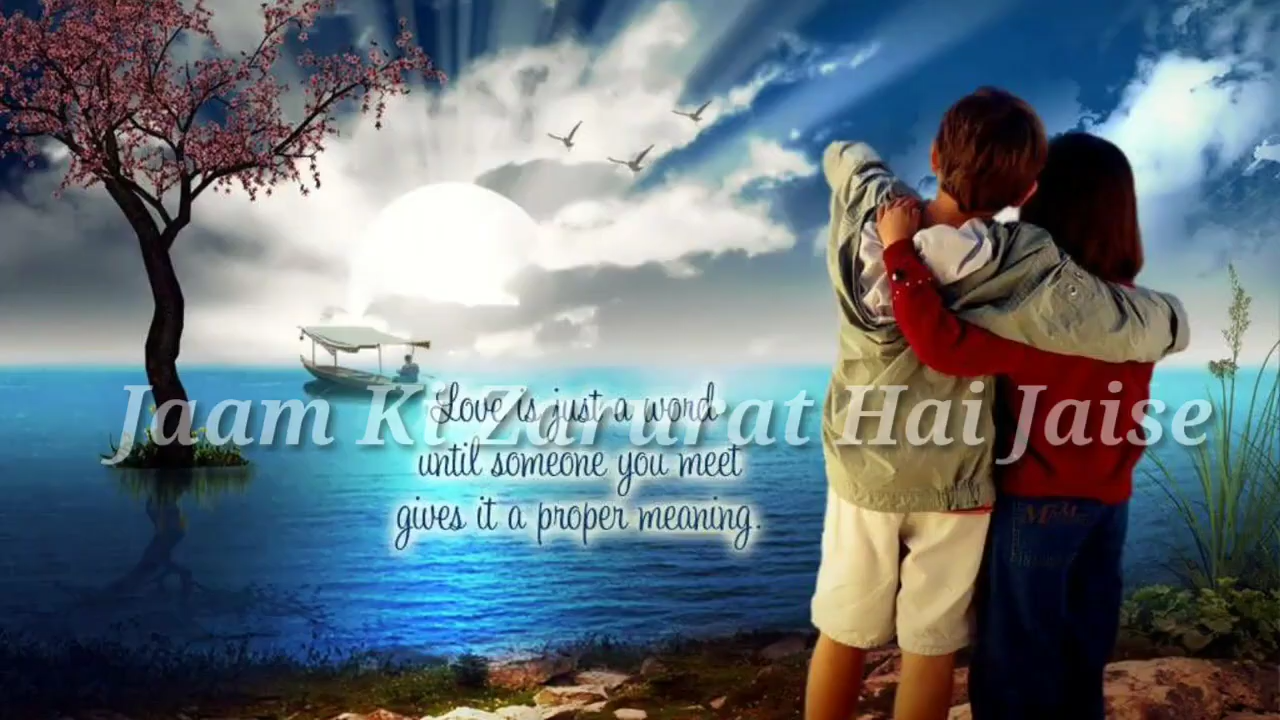 Jaam Ki Zarurat Hai Jaise
Love is just a word
until someone you meet
gives it a proper meaning.